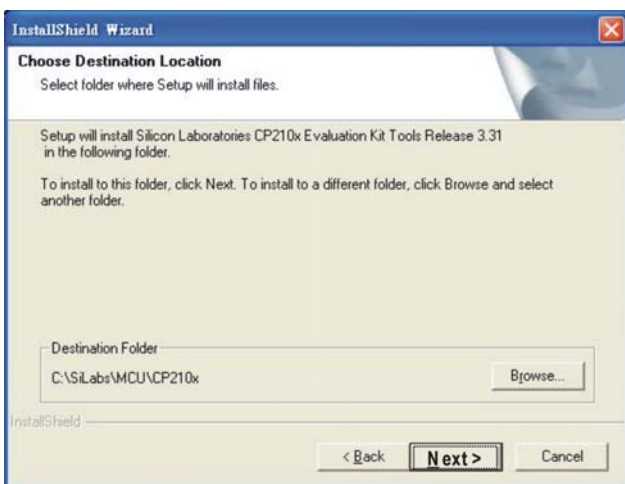 InstallShield Wizard
Choose Destination Location
Select folder where Setup will install files.
Setup will install Silicon Laboratories CP210x Evaluation Kit Tools Release 3.31
in the following folder.
To install to this folder, click Next. To install to a different folder, click Browse and select
another folder.
Destination Folder
C:\SiLabs\MCU\CP210x
Browse...
InstallShield
< Back
Next >
Cancel